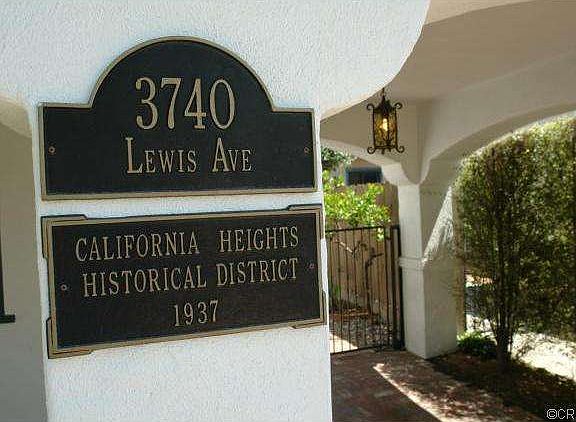 3740
Lewis Ave
CALIFORNIA HEIGHTS
HISTORICAL DISTRICT
1937
©CR